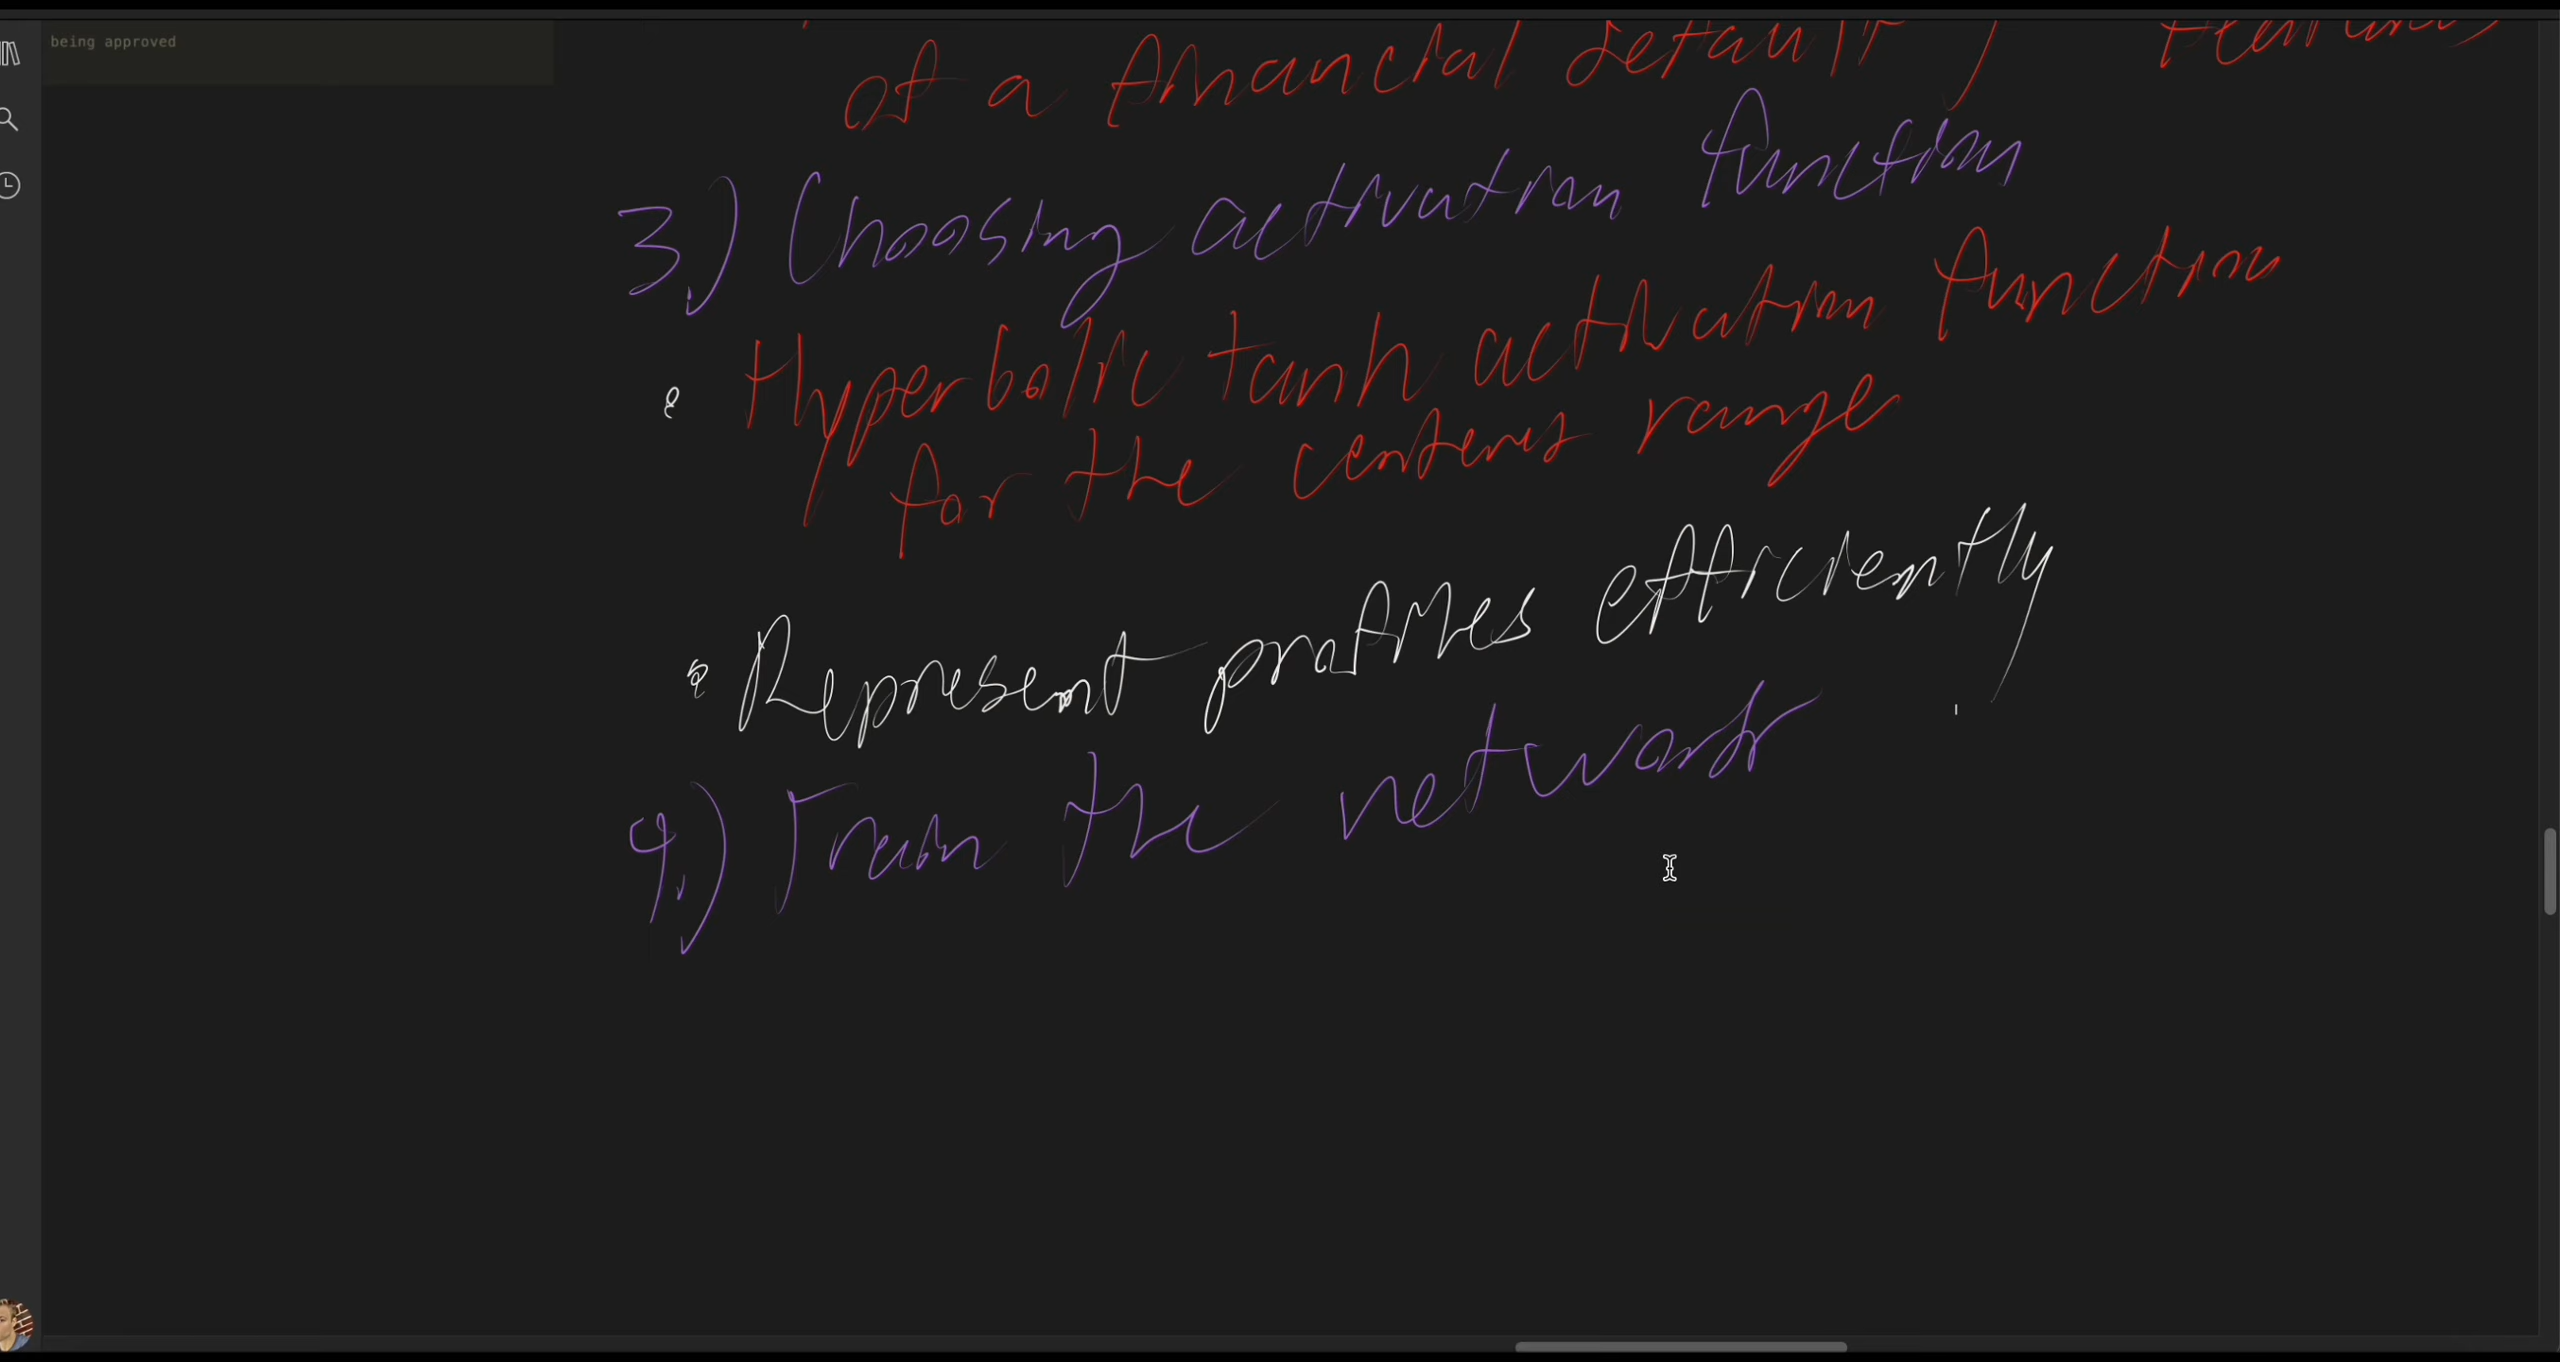 being approved
of a financial default
3.) Choosing activation function
Hyperbolic tanh activation function
for the range
Represent profiles efficiently
4.) Train the network